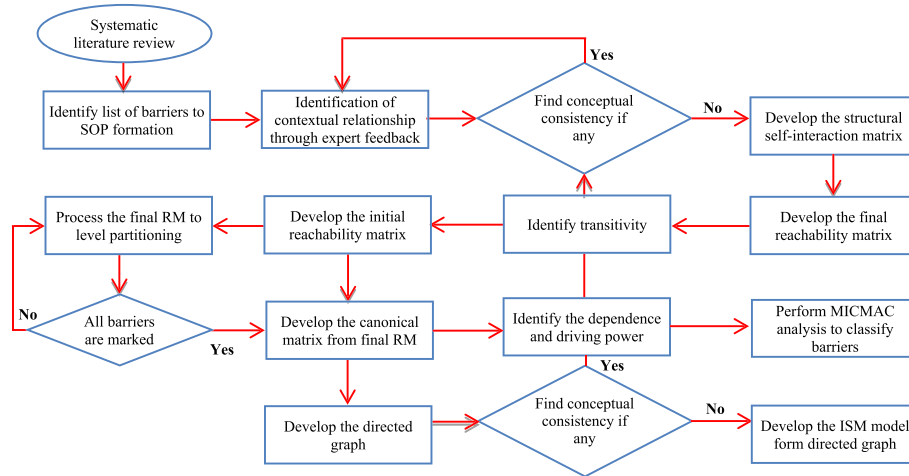 Systematic
literature review
Yes
Identify list of barriers to
SOP formation
Identification of
contextual relationship
through expert feedback
Find conceptual
consistency if
any
No
Develop the structural
self-interaction matrix
Process the final RM to
level partitioning
Develop the initial
reachability matrix
Identify transitivity
Develop the final
reachability matrix
No
All barriers
are marked
Yes
Develop the canonical
matrix from final RM
Identify the dependence
and driving power
Perform MICMAC
analysis to classify
barriers
Yes
Develop the directed
graph
Find conceptual
consistency if
any
No
Develop the ISM model
form directed graph